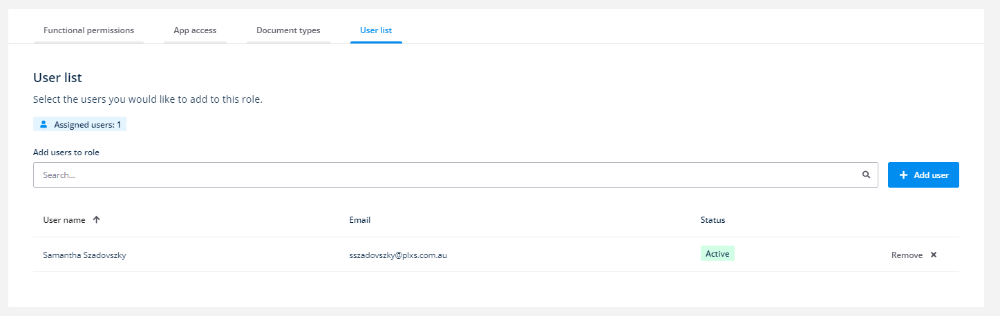 Functional permissions App access Document types User list
User list
Select the users you would like to add to this role.
Assigned users: 1
Add users to role
Search... Add user
User name Email Status
Samantha Szadovszky sszadovszky@plxs.com.au Active Remove